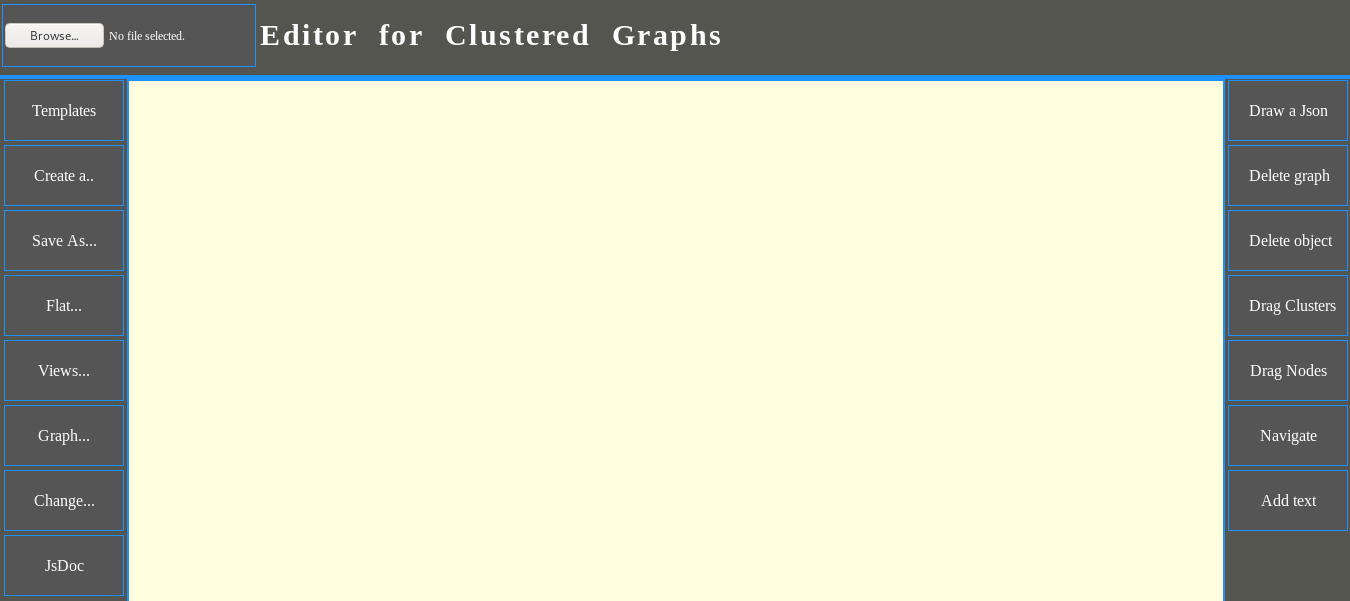 Browse... No file selected.
Editor for Clustered Graphs
Templates
Create a..
Save As...
Flat...
Views...
Graph...
Change...
JsDoc
Draw a Json
Delete graph
Delete object
Drag Clusters
Drag Nodes
Navigate
Add text